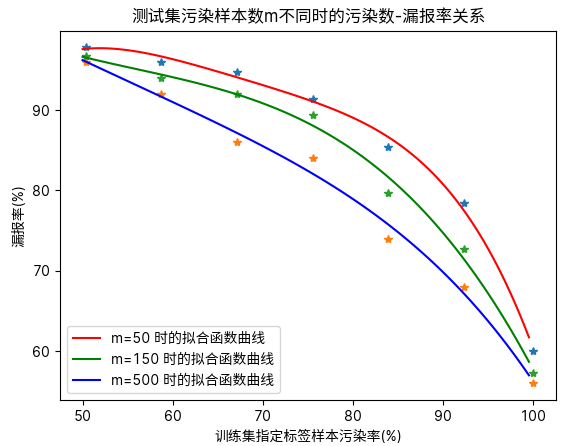 测试集污染样本数m不同时的污染数-漏报率关系
漏报率(%)
90
80
70
60
m=50 时的拟合函数曲线
m=150 时的拟合函数曲线
m=500 时的拟合函数曲线
50 60 70 80 90 100
训练集指定标签样本污染率(%)